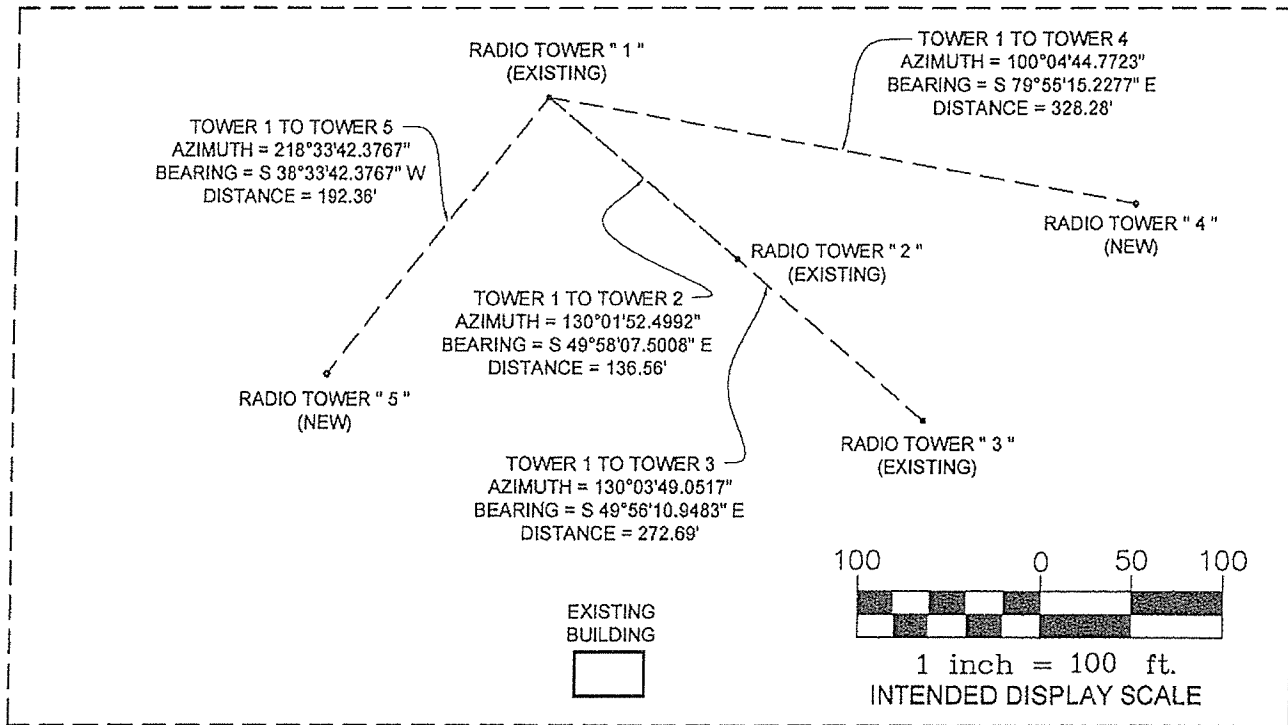 RADIO TOWER " 1 "
(EXISTING)
TOWER 1 TO TOWER 4
AZIMUTH = 100°04'44.7723"
BEARING = S 79°55'15.2277" E
DISTANCE = 328.28'
TOWER 1 TO TOWER 5
AZIMUTH = 218°33'42.3767"
BEARING = S 38°33'42.3767" W
DISTANCE = 192.36'
RADIO TOWER " 4 "
(NEW)
RADIO TOWER " 2 "
(EXISTING)
TOWER 1 TO TOWER 2
AZIMUTH = 130°01'52.4992"
BEARING = S 49°58'07.5008" E
DISTANCE = 136.56'
RADIO TOWER " 5 "
(NEW)
RADIO TOWER " 3 "
(EXISTING)
TOWER 1 TO TOWER 3
AZIMUTH = 130°03'49.0517"
BEARING = S 49°56'10.9483" E
DISTANCE = 272.69'
100 0 50 100
EXISTING
BUILDING
1 inch = 100 ft.
INTENDED DISPLAY SCALE